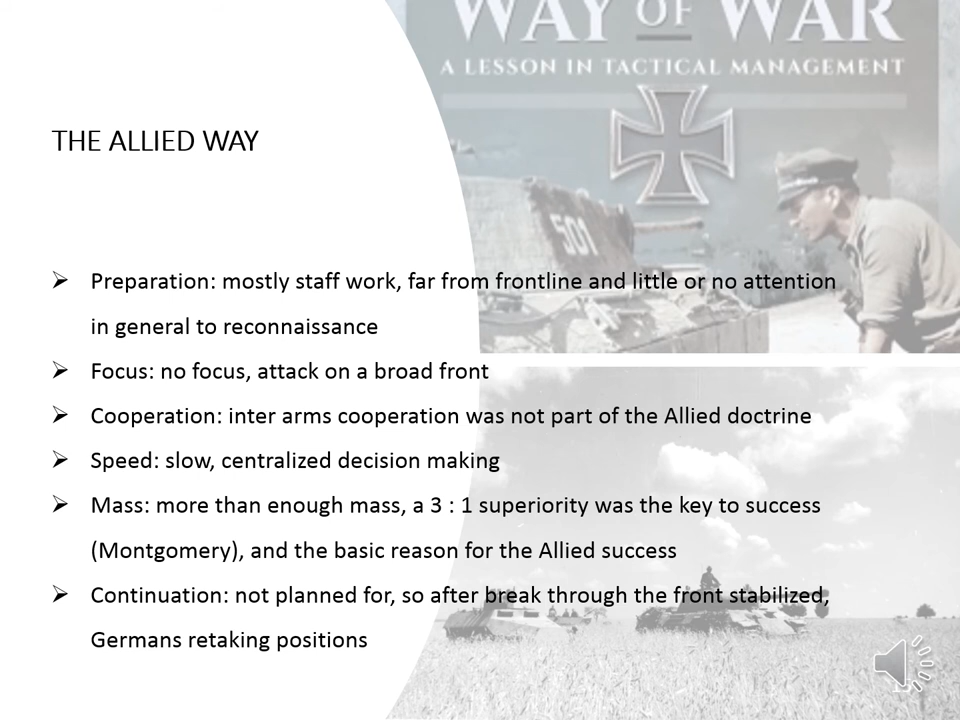 WAY OF WAR
A LESSON IN TACTICAL MANAGEMENT
THE ALLIED WAY
501
Preparation: mostly staff work, far from frontline and little or no attention
in general to reconnaissance
Focus: no focus, attack on a broad front
Cooperation: inter arms cooperation was not part of the Allied doctrine
Speed: slow, centralized decision making
Mass: more than enough mass, a 3 : 1 superiority was the key to success
(Montgomery), and the basic reason for the Allied success
Continuation: not planned for, so after break through the front stabilized,
Germans retaking positions